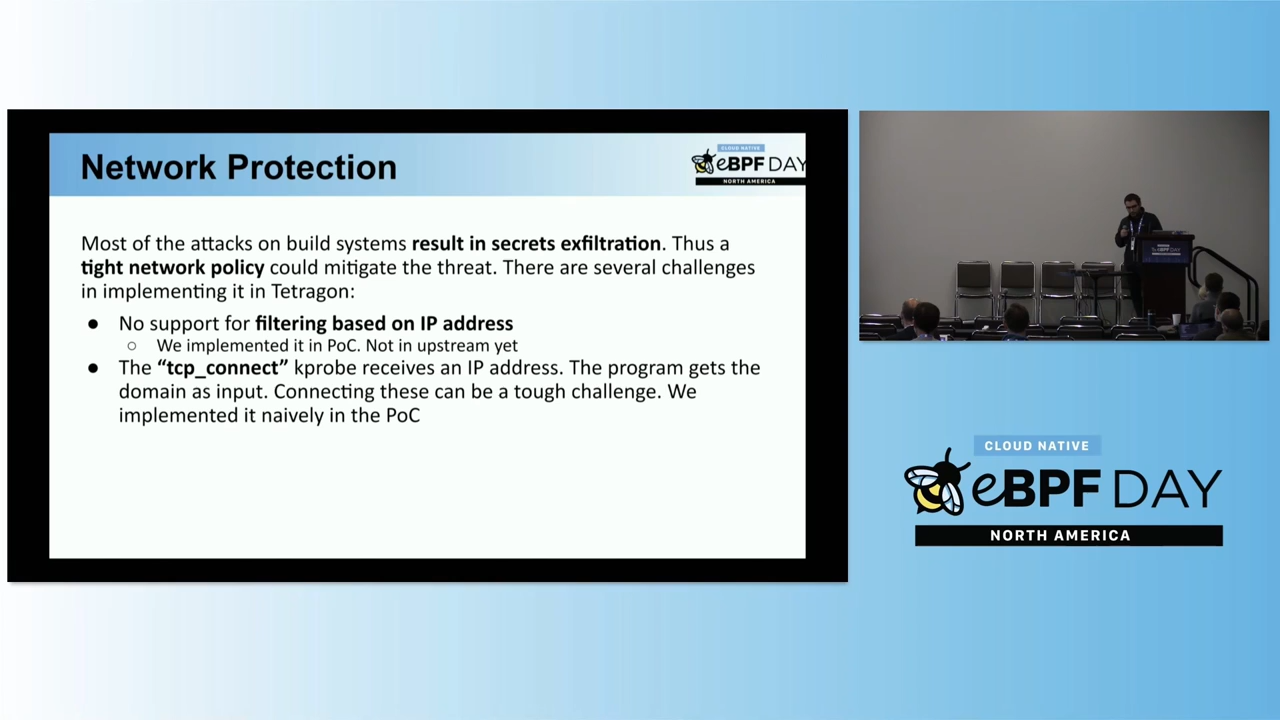 Network Protection
CLOUD NATIVE
eBPF DAY
NORTH AMERICA
Most of the attacks on build systems result in secrets exfiltration. Thus a
tight network policy could mitigate the threat. There are several challenges
in implementing it in Tetragon:
● No support for filtering based on IP address
○ We implemented it in PoC. Not in upstream yet
● The “tcp_connect” kprobe receives an IP address. The program gets the
domain as input. Connecting these can be a tough challenge. We
implemented it naively in the PoC
eBPF DAY
CLOUD NATIVE
eBPF DAY
NORTH AMERICA